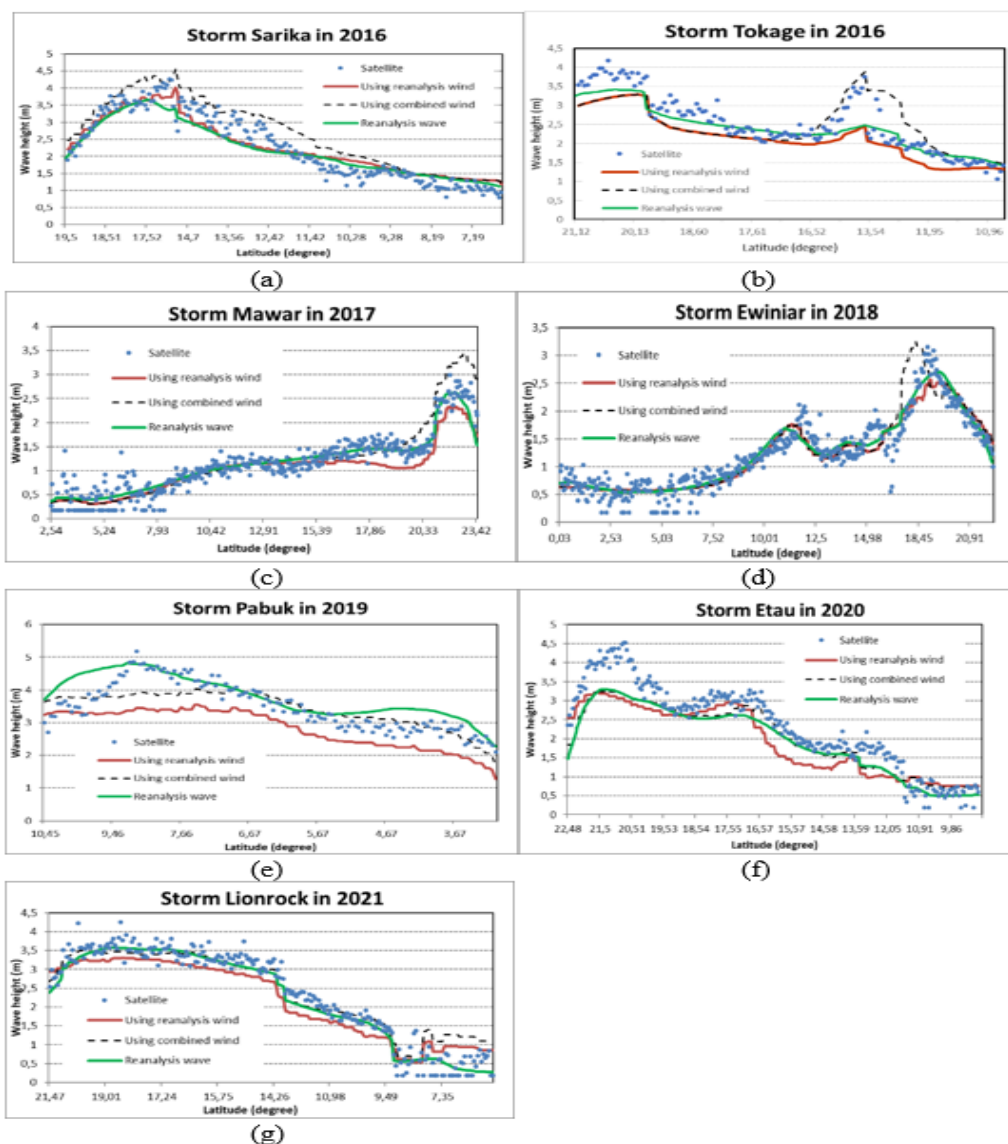 Storm Sarika in 2016
Wave height (m)
5
4,5
4
3,5
3
2,5
2
1,5
1
0,5
0
Satellite
Using reanalysis wind
Using combined wind
Reanalysis wave
19,5 18,51 17,52 14,7 13,56 12,42 11,42 10,28 9,28 8,19 7,19
Latitude (degree)
(a)
Storm Tokage in 2016
Wave height (m)
4,5
4
3,5
3
2,5
2
1,5
1
0,5
0
Satellite
Using reanalysis wind
Using combined wind
Reanalysis wave
21,12 20,13 18,60 17,61 16,52 13,54 11,95 10,96
Latitude (degree)
(b)
Storm Mawar in 2017
Wave height (m)
4
3,5
3
2,5
2
1,5
1
0,5
0
Satellite
Using reanalysis wind
Using combined wind
Reanalysis wave
2,54 5,24 7,93 10,42 12,91 15,39 17,86 20,33 23,42
Latitude (degree)
(c)
Storm Ewiniar in 2018
Wave height (m)
3,5
3
2,5
2
1,5
1
0,5
0
Satellite
Using reanalysis wind
Using combined wind
Reanalysis wave
0,03 2,53 5,03 7,52 10,01 12,5 14,98 18,45 20,91
Latitude (degree)
(d)
Storm Pabuk in 2019
Wave height (m)
6
5
4
3
2
1
0
Satellite
Using reanalysis wind
Using combined wind
Reanalysis wave
10,45 9,46 7,66 6,67 5,67 4,67 3,67
Latitude (degree)
(e)
Storm Etau in 2020
Wave height (m)
5
4,5
4
3,5
3
2,5
2
1,5
1
0,5
0
Satellite
Using reanalysis wind
Using combined wind
Reanalysis wave
22,48 21,5 20,51 19,53 18,54 17,55 16,57 15,57 14,58 13,59 12,05 10,91 9,86
Latitude (degree)
(f)
Storm Lionrock in 2021
Wave height (m)
4,5
4
3,5
3
2,5
2
1,5
1
0,5
0
Satellite
Using reanalysis wind
Using combined wind
Reanalysis wave
21,47 19,01 17,24 15,75 14,26 10,98 9,49 7,35
Latitude (degree)
(g)